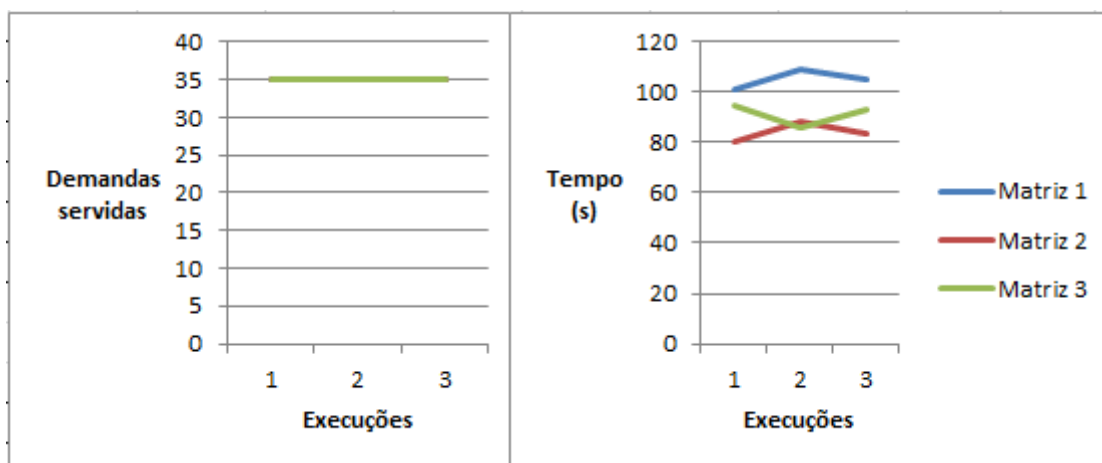 40
35
30
25
20
15
10
5
0
Demandas
servidas
1 2 3
Execuções
120
100
80
60
40
20
0
Tempo
(s)
1 2 3
Execuções
Matriz 1
Matriz 2
Matriz 3